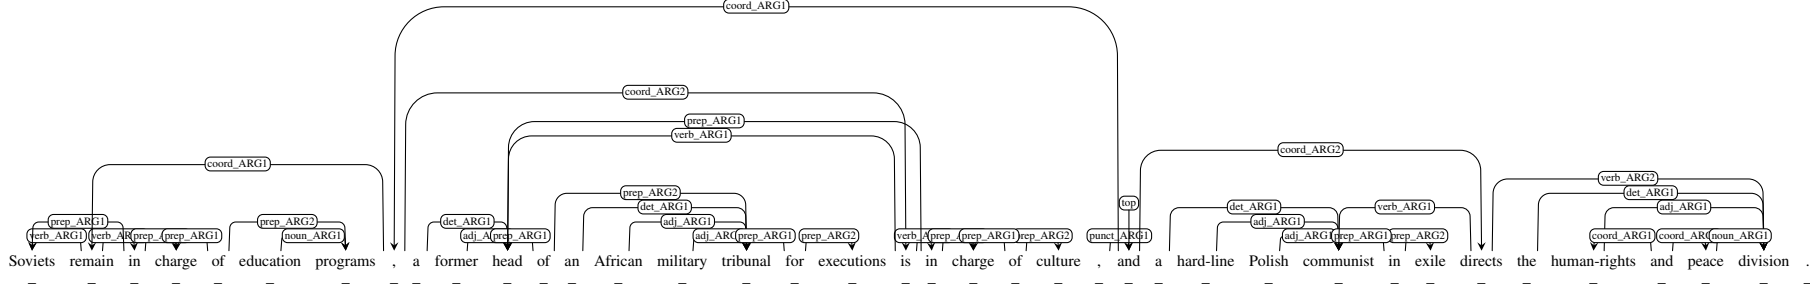 coord_ARG1
coord_ARG2
prep_ARG1
verb_ARG1
coord_ARG2
coord_ARG1
verb_ARG2
prep_ARG2 det_ARG1
top
det_ARG1 det_ARG1 verb_ARG1 adj_ARG1
prep_ARG1 prep_ARG2 det_ARG1 adj_ARG1 adj_ARG1
verb_ARG1 prep_ARG1 noun_ARG1 prep_ARG1 prep_ARG1 prep_ARG2 prep_ARG1 punct_ARG1 prep_ARG1 prep_ARG2 coord_ARG1 noun_ARG1
Soviets remain in charge of education programs , a former head of an African military tribunal for executions is in charge of culture , and a hard-line Polish communist in exile directs the human-rights and peace division .